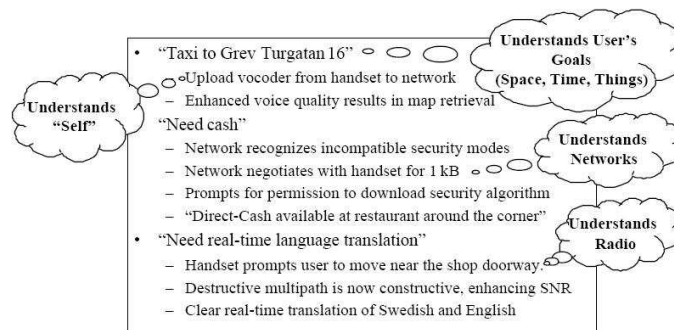 Understands User's
Goals
(Space, Time, Things)
• “Taxi to Grev Turgatan 16”
– Upload vocoder from handset to network
– Enhanced voice quality results in map retrieval
Understands
“Self”
“Need cash”
– Network recognizes incompatible security modes
– Network negotiates with handset for 1 kB
– Prompts for permission to download security algorithm
– “Direct-Cash available at restaurant around the corner”
Understands
Networks
• “Need real-time language translation”
– Handset prompts user to move near the shop doorway.
– Destructive multipath is now constructive, enhancing SNR
– Clear real-time translation of Swedish and English
Understands
Radio